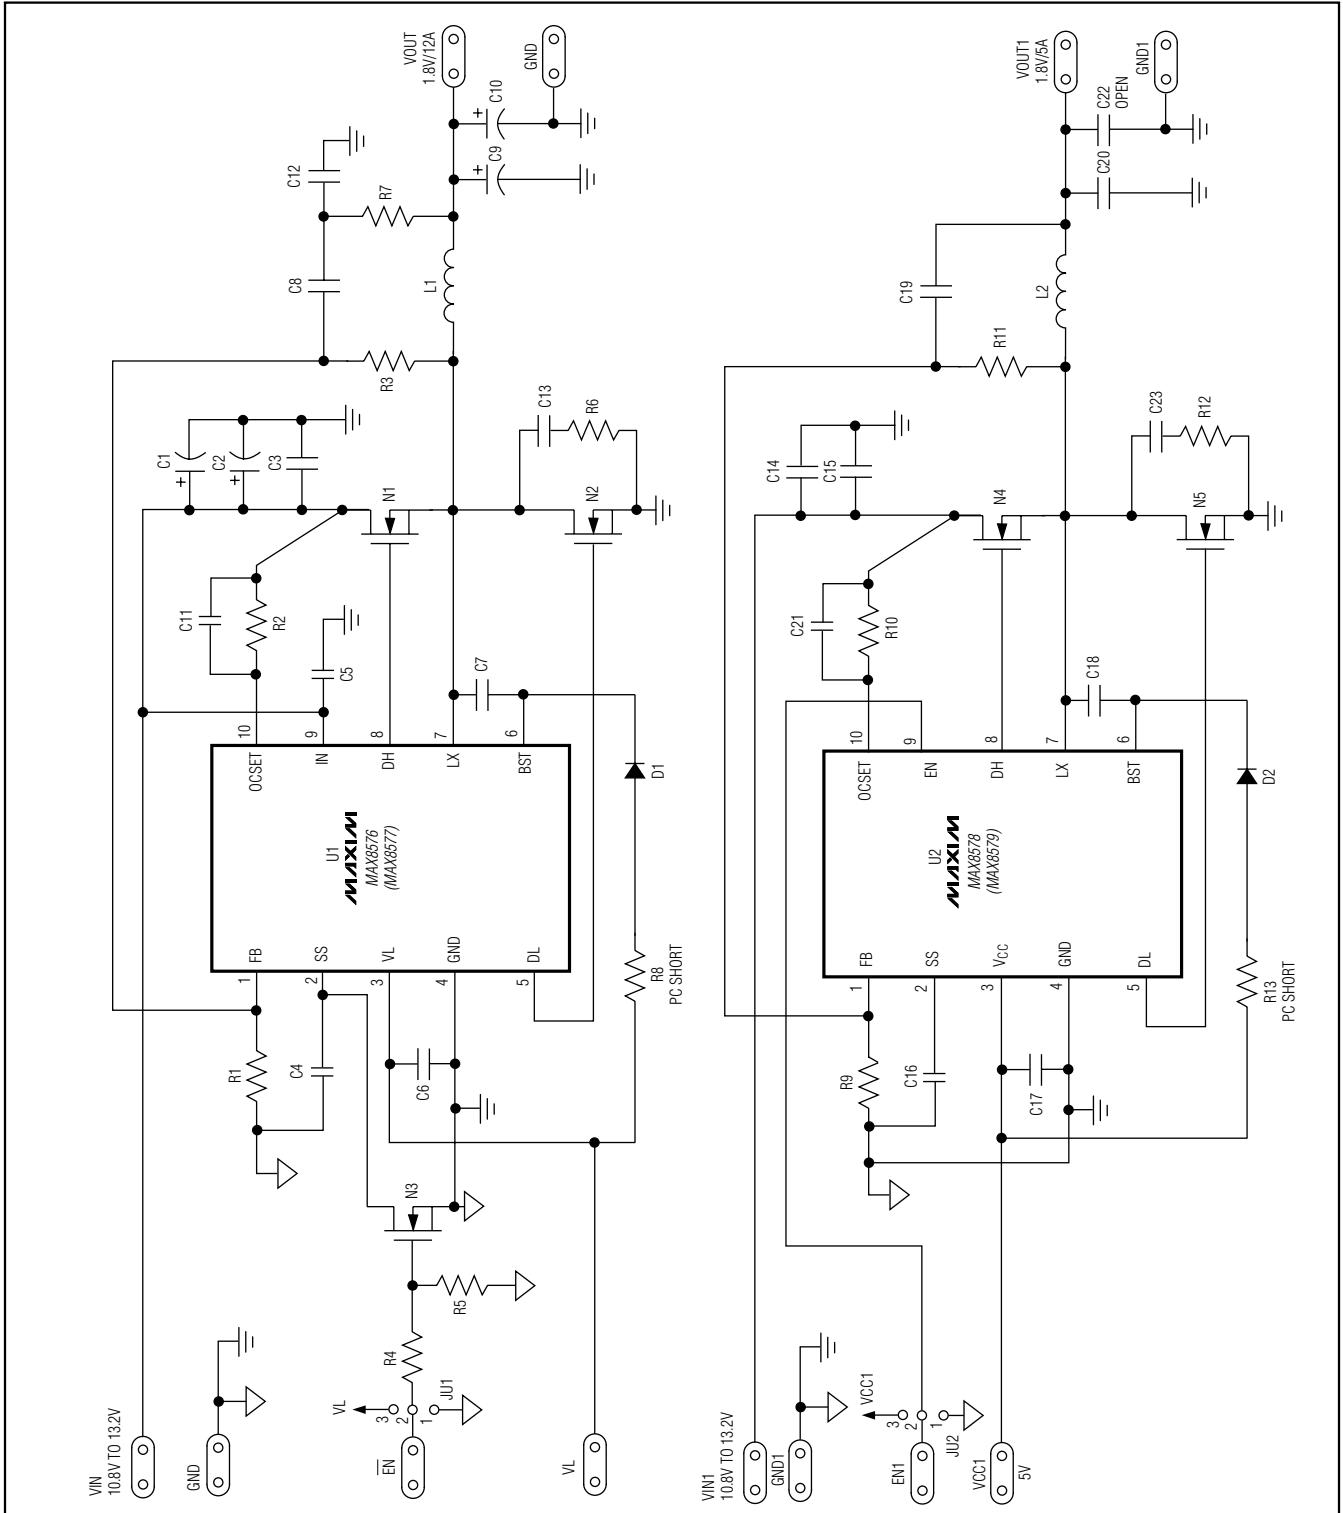 VOUT
1.8V/12A
GND
C10
+
C9
+
C12
R7
C8
L1
R3
C13
R6
C1
+
C2
+
C3
N1
N2
C11
R2
C5
C7
10
9
8
7
6
OCSET
IN
DH
LX
BST
D1
U1
MAXIM
MAX8576
(MAX8577)
FB
SS
VL
GND
DL
1
2
3
4
5
R8
PC SHORT
R1
C4
C6
N3
R5
R4
VL
3
2
1
JU1
VIN
10.8V TO 13.2V
GND
EN
VL
VOUT1
1.8V/5A
GND1
C22
OPEN
C20
C19
L2
R11
C23
R12
C14
C15
N4
N5
C21
R10
C18
10
9
8
7
6
OCSET
EN
DH
LX
BST
D2
U2
MAXIM
MAX8578
(MAX8579)
FB
SS
VCC
GND
DL
1
2
3
4
5
R13
PC SHORT
R9
C16
C17
VCC1
3
2
1
JU2
VIN1
10.8V TO 13.2V
GND1
EN1
VCC1
5V